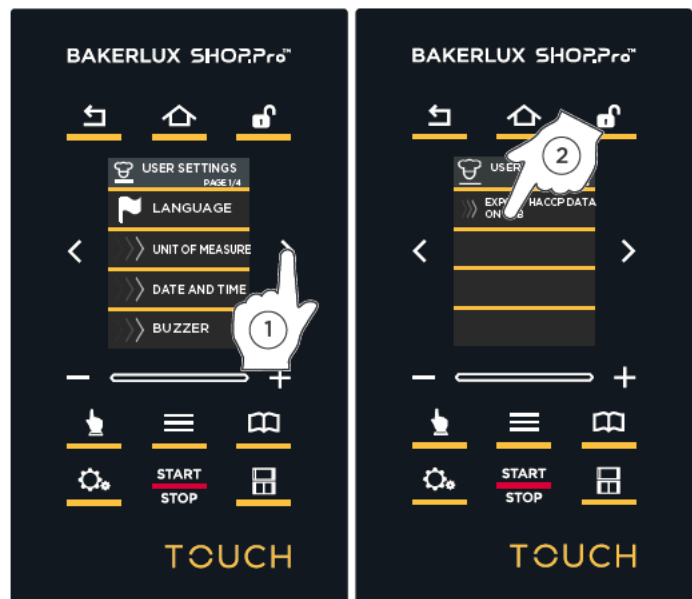 BAKERLUX SHOP.Pro™
USER SETTINGS
PAGE 1/4
LANGUAGE
UNIT OF MEASURE
DATE AND TIME
BUZZER
1
START
STOP
TOUCH
BAKERLUX SHOP.Pro™
2
HACCP DATA
ON
START
STOP
TOUCH